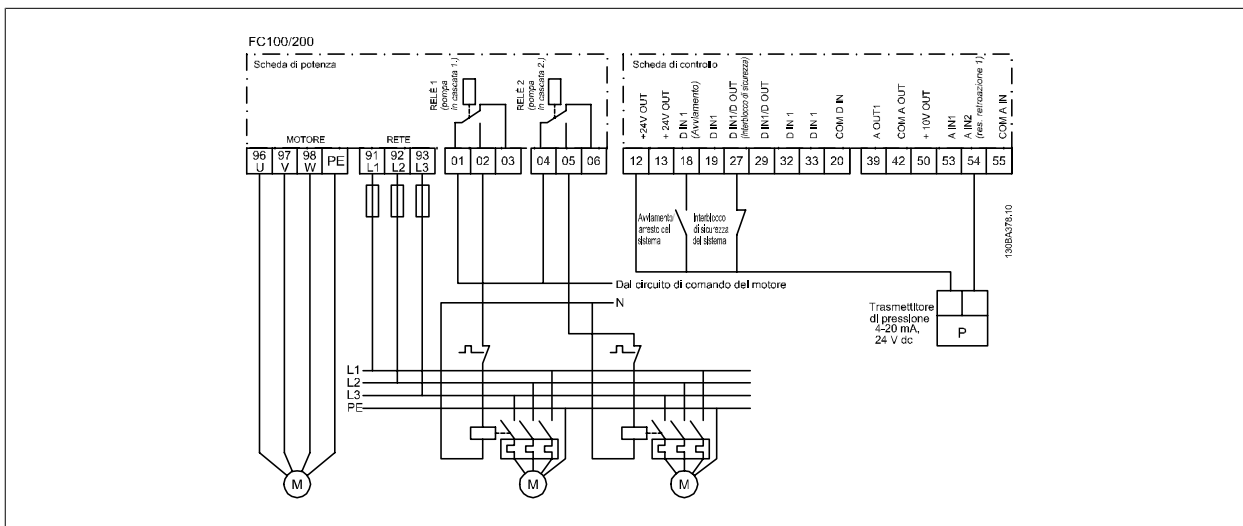 FC100/200
Scheda di potenza
RELÈ 1
(pompa
in cascata 1.)
RELÈ 2
(pompa
in cascata 2.)
MOTORE
RETE
96 97 98 PE
U V W
91 92 93
L1 L2 L3
01 02 03
04 05 06
Scheda di controllo
+24V OUT
+ 24V OUT
D IN 1
(Avviamento)
D IN1
D IN1/D OUT
(Interblocco di sicurezza)
D IN1/D OUT
D IN 1
D IN 1
COM D IN
A OUT1
COM A OUT
+ 10V OUT
A IN1
A IN2
(res. retroazione 1)
COM A IN
12 13 18 19 27 29 32 33 20
39 42 50 53 54 55
Avviamento/
arresto del
sistema
Interblocco
di sicurezza
del sistema
130BA378.10
Dal circuito di comando del motore
N
Trasmettitore
di pressione
4-20 mA,
24 V dc
P
L1
L2
L3
PE
M
M
M